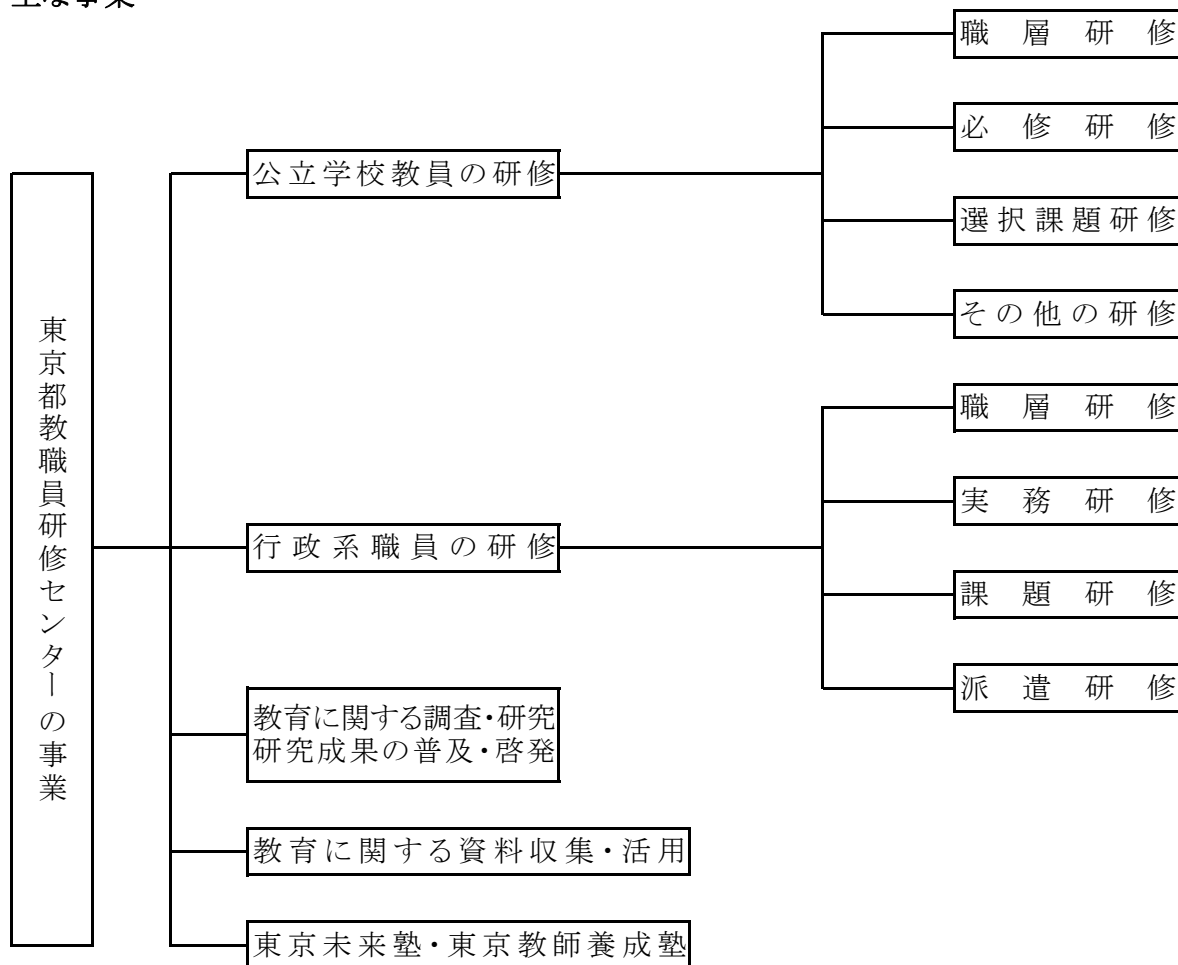 主な事業
東京都教職員研修センターの事業
公立学校教員の研修
職層研修
必修研修
選択課題研修
その他の研修
行政系職員の研修
職層研修
実務研修
課題研修
派遣研修
教育に関する調査・研究
研究成果の普及・啓発
教育に関する資料収集・活用
東京未来塾・東京教師養成塾